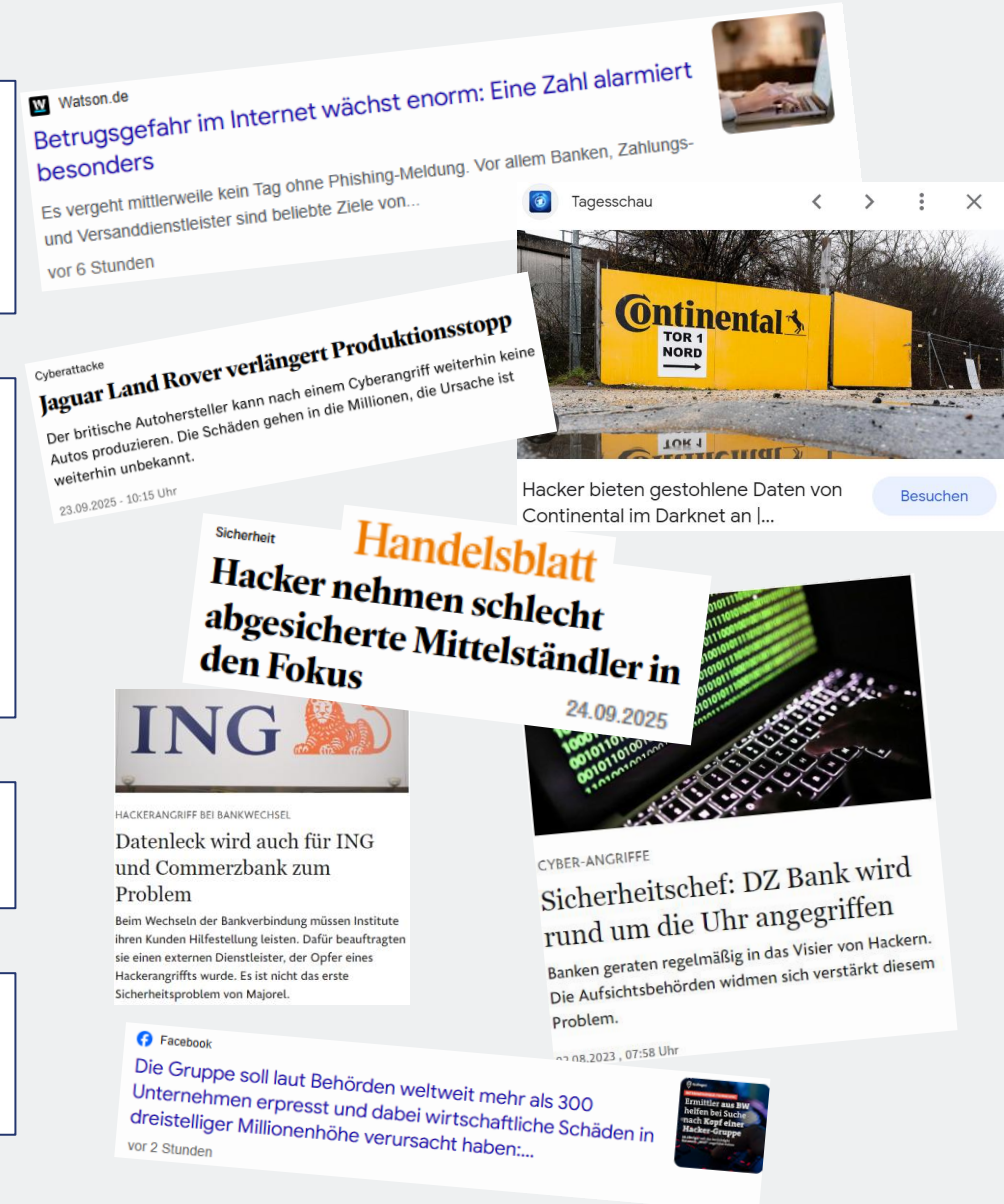 Watson.de
Betrugsgefahr im Internet wächst enorm: Eine Zahl alarmiert
besonders
Es vergeht mittlerweile kein Tag ohne Phishing-Meldung. Vor allem Banken, Zahlungs-
und Versanddienstleister sind beliebte Ziele von...
vor 6 Stunden
Tagesschau
Continental
TOR 1
NORD
TOR 1
Continental
Hacker bieten gestohlene Daten von
Continental im Darknet an |...
Besuchen
Cyberattacke
Jaguar Land Rover verlängert Produktionsstopp
Der britische Autohersteller kann nach einem Cyberangriff weiterhin keine
Autos produzieren. Die Schäden gehen in die Millionen, die Ursache ist
weiterhin unbekannt.
23.09.2025 - 10:15 Uhr
Sicherheit
Handelsblatt
Hacker nehmen schlecht
abgesicherte Mittelständler in
den Fokus
24.09.2025
ING
HACKERANGRIFF BEI BANKWECHSEL
Datenleck wird auch für ING
und Commerzbank zum
Problem
Beim Wechseln der Bankverbindung müssen Institute
ihren Kunden Hilfestellung leisten. Dafür beauftragten
sie einen externen Dienstleister, der Opfer eines
Hackerangriffts wurde. Es ist nicht das erste
Sicherheitsproblem von Majorel.
CYBER-ANGRIFFE
Sicherheitschef: DZ Bank wird
rund um die Uhr angegriffen
Banken geraten regelmäßig in das Visier von Hackern.
Die Aufsichtsbehörden widmen sich verstärkt diesem
Problem.
02.08.2023 , 07:58 Uhr
Facebook
Die Gruppe soll laut Behörden weltweit mehr als 300
Unternehmen erpresst und dabei wirtschaftliche Schäden in
dreistelliger Millionenhöhe verursacht haben:...
vor 2 Stunden
Ermittler aus BW
helfen bei Suche
nach Kopf einer
Hacker-Gruppe